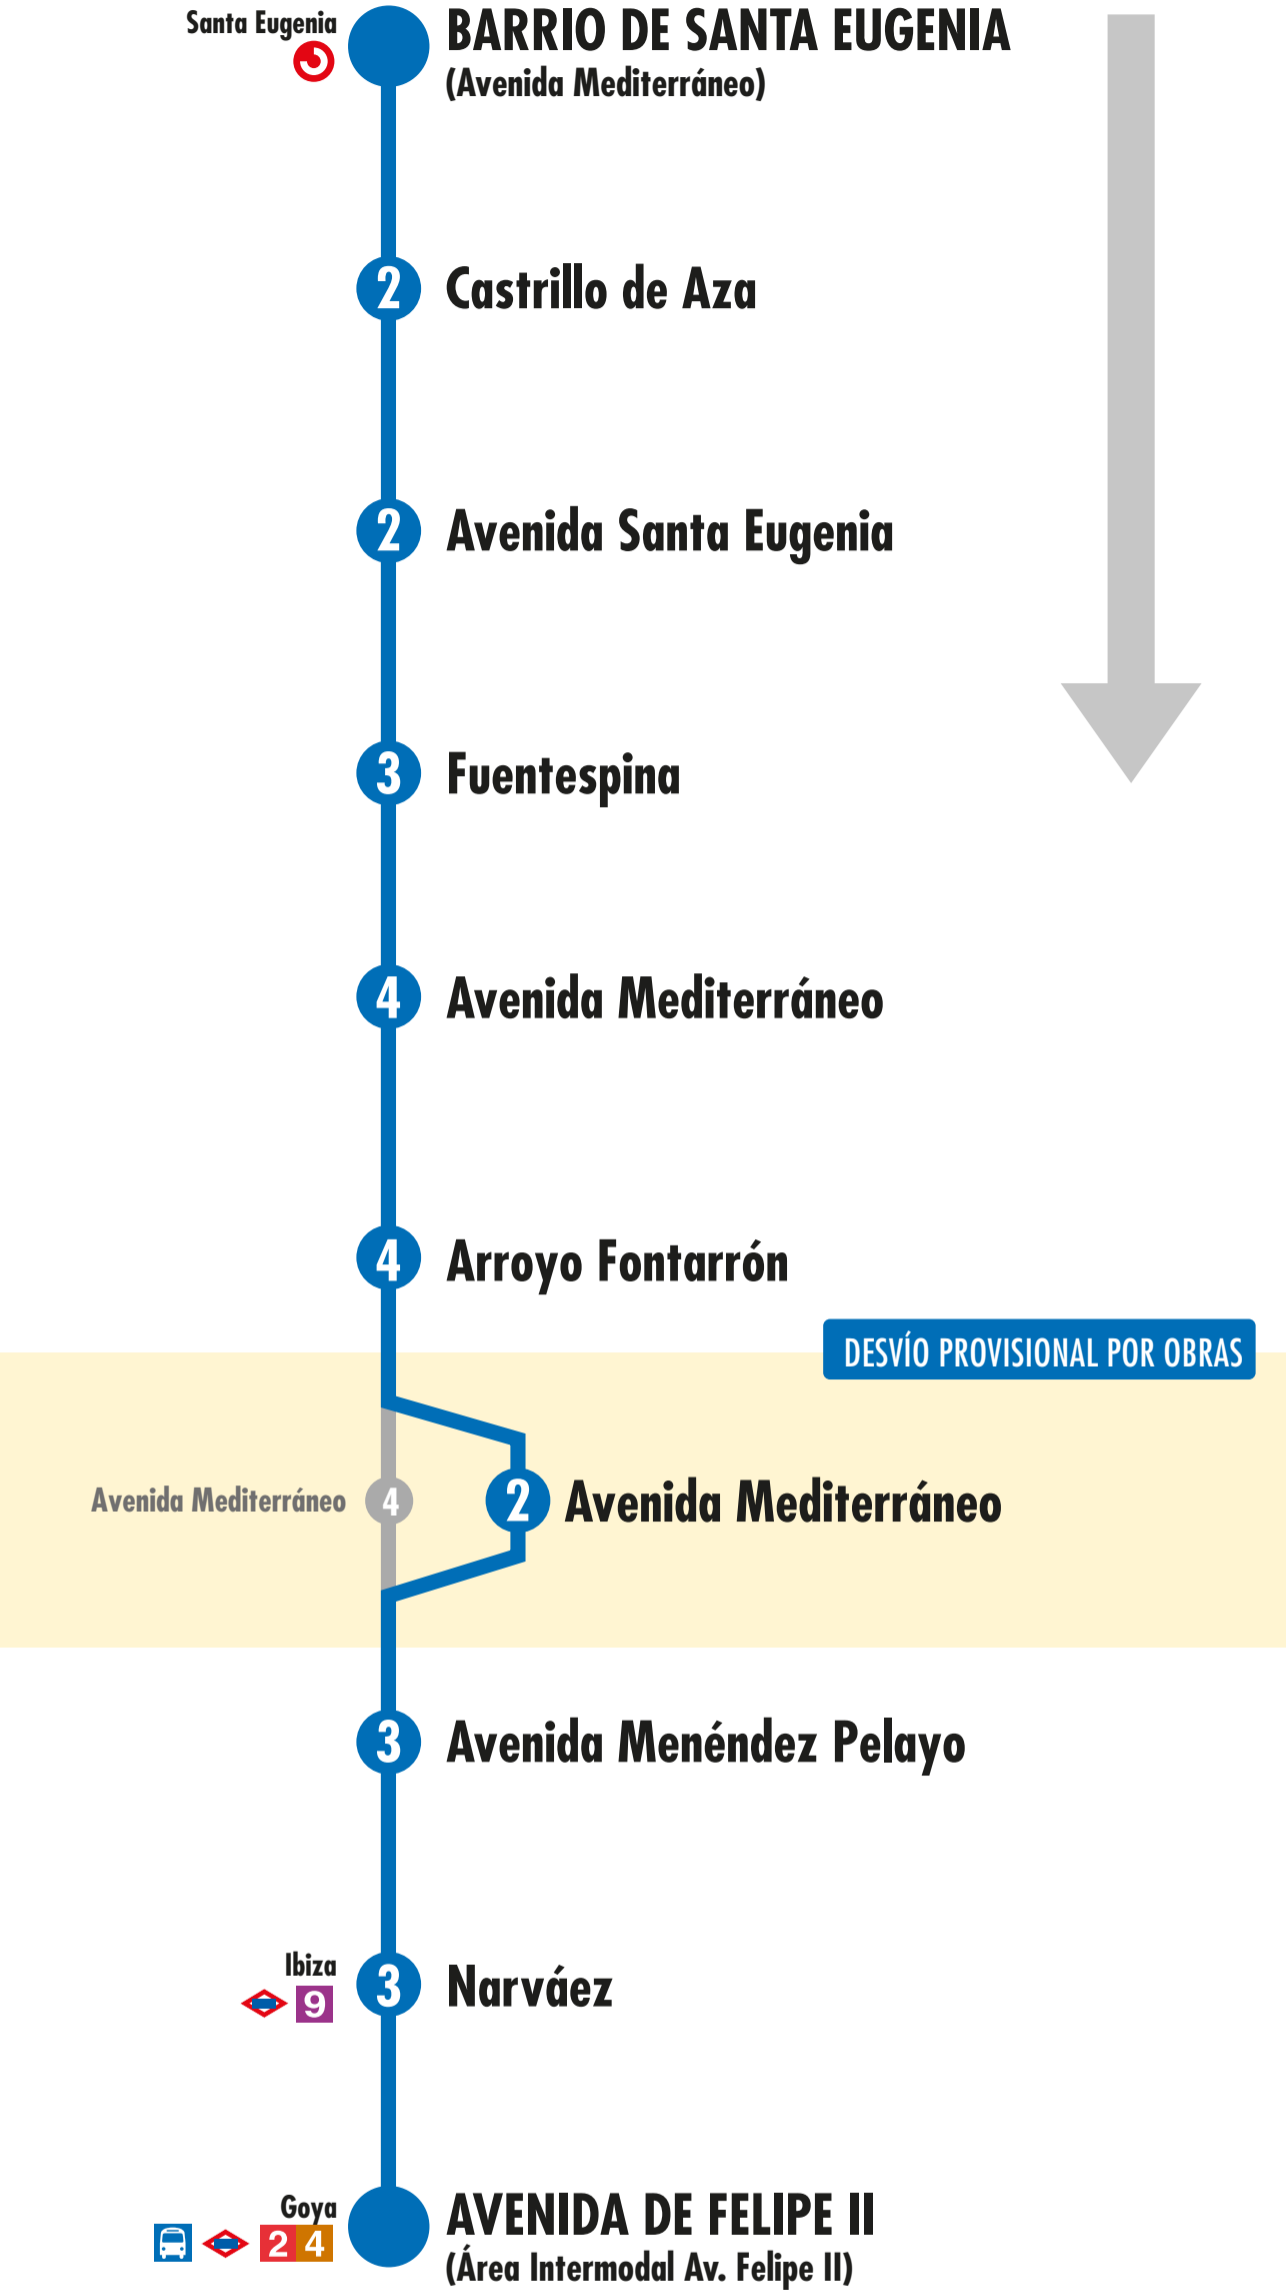 Santa Eugenia
BARRIO DE SANTA EUGENIA
(Avenida Mediterráneo)
2 Castrillo de Aza
2 Avenida Santa Eugenia
3 Fuentespina
4 Avenida Mediterráneo
4 Arroyo Fontarrón
DESVÍO PROVISIONAL POR OBRAS
Avenida Mediterráneo 4
2 Avenida Mediterráneo
3 Avenida Menéndez Pelayo
Ibiza
9
3 Narváez
Goya
2 4
AVENIDA DE FELIPE II
(Área Intermodal Av. Felipe II)